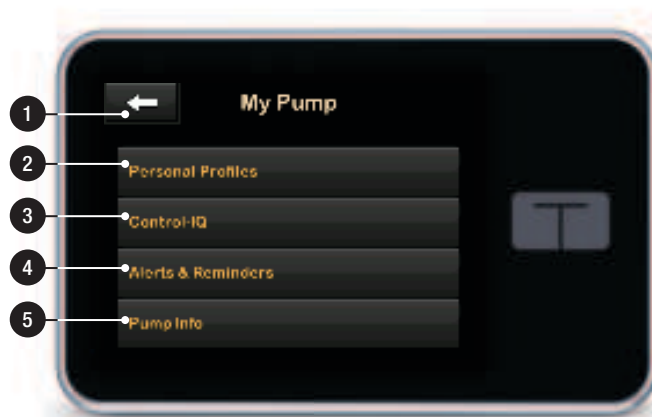 1
My Pump
2
Personal Profiles
3
Control-IQ
4
Alerts & Reminders
5
Pump Info